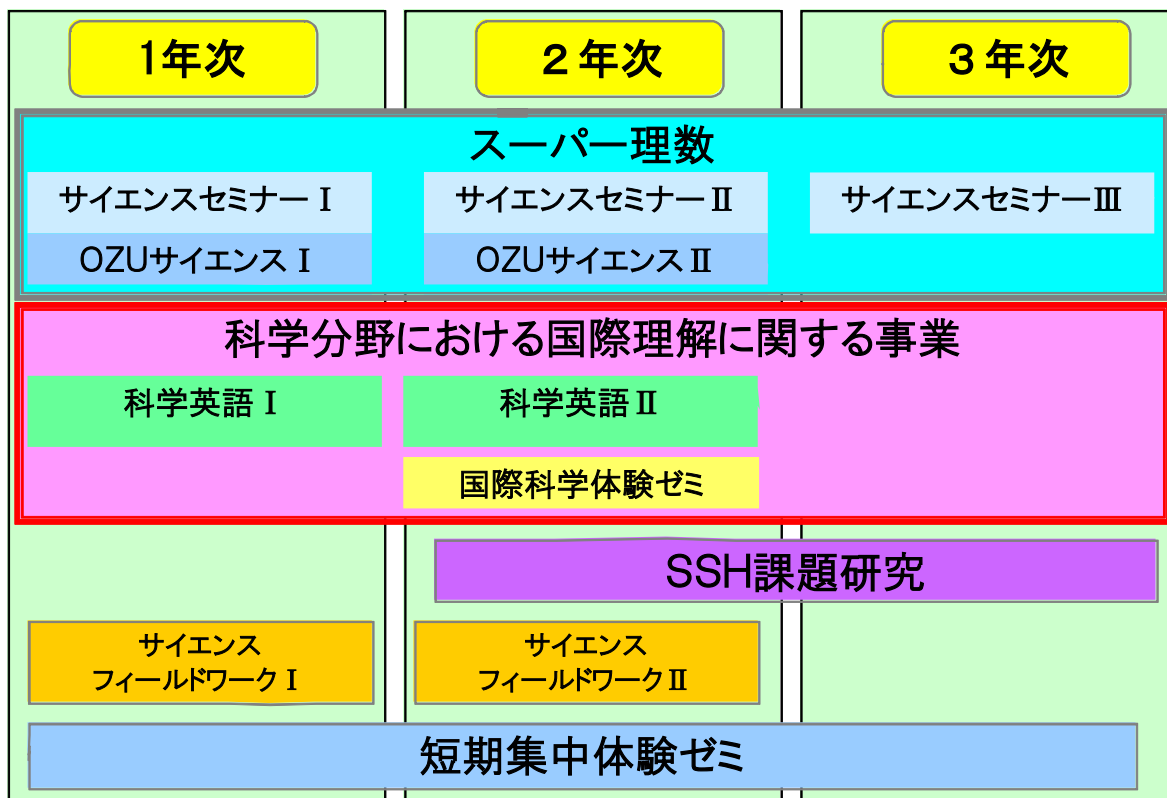 1年次
２年次
３年次
スーパー理数
サイエンスセミナーⅠ
サイエンスセミナーⅡ
サイエンスセミナーⅢ
OZUサイエンスⅠ
OZUサイエンスⅡ
科学分野における国際理解に関する事業
科学英語Ⅰ
科学英語Ⅱ
国際科学体験ゼミ
SSH課題研究
サイエンス
フィールドワークⅠ
サイエンス
フィールドワークⅡ
短期集中体験ゼミ